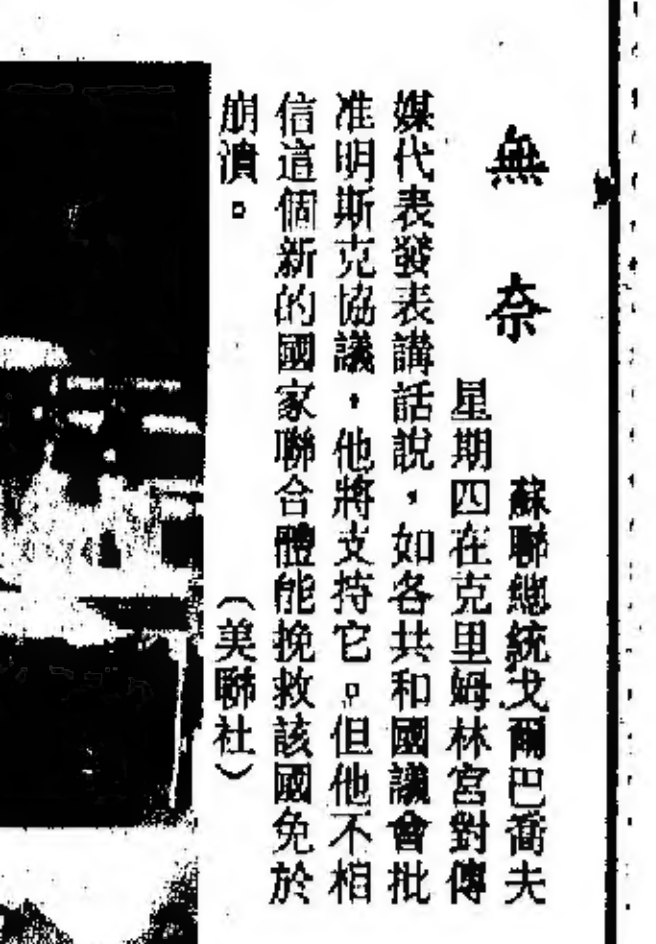 無奈
蘇聯總統戈爾巴喬夫
星期四在克里姆林宮對傳
媒代表發表講話說，如各共和國議會批
准明斯克協議，他將支持它。但他不相
信這個新的國家聯合體能挽救該國免於
崩潰。
（美聯社）